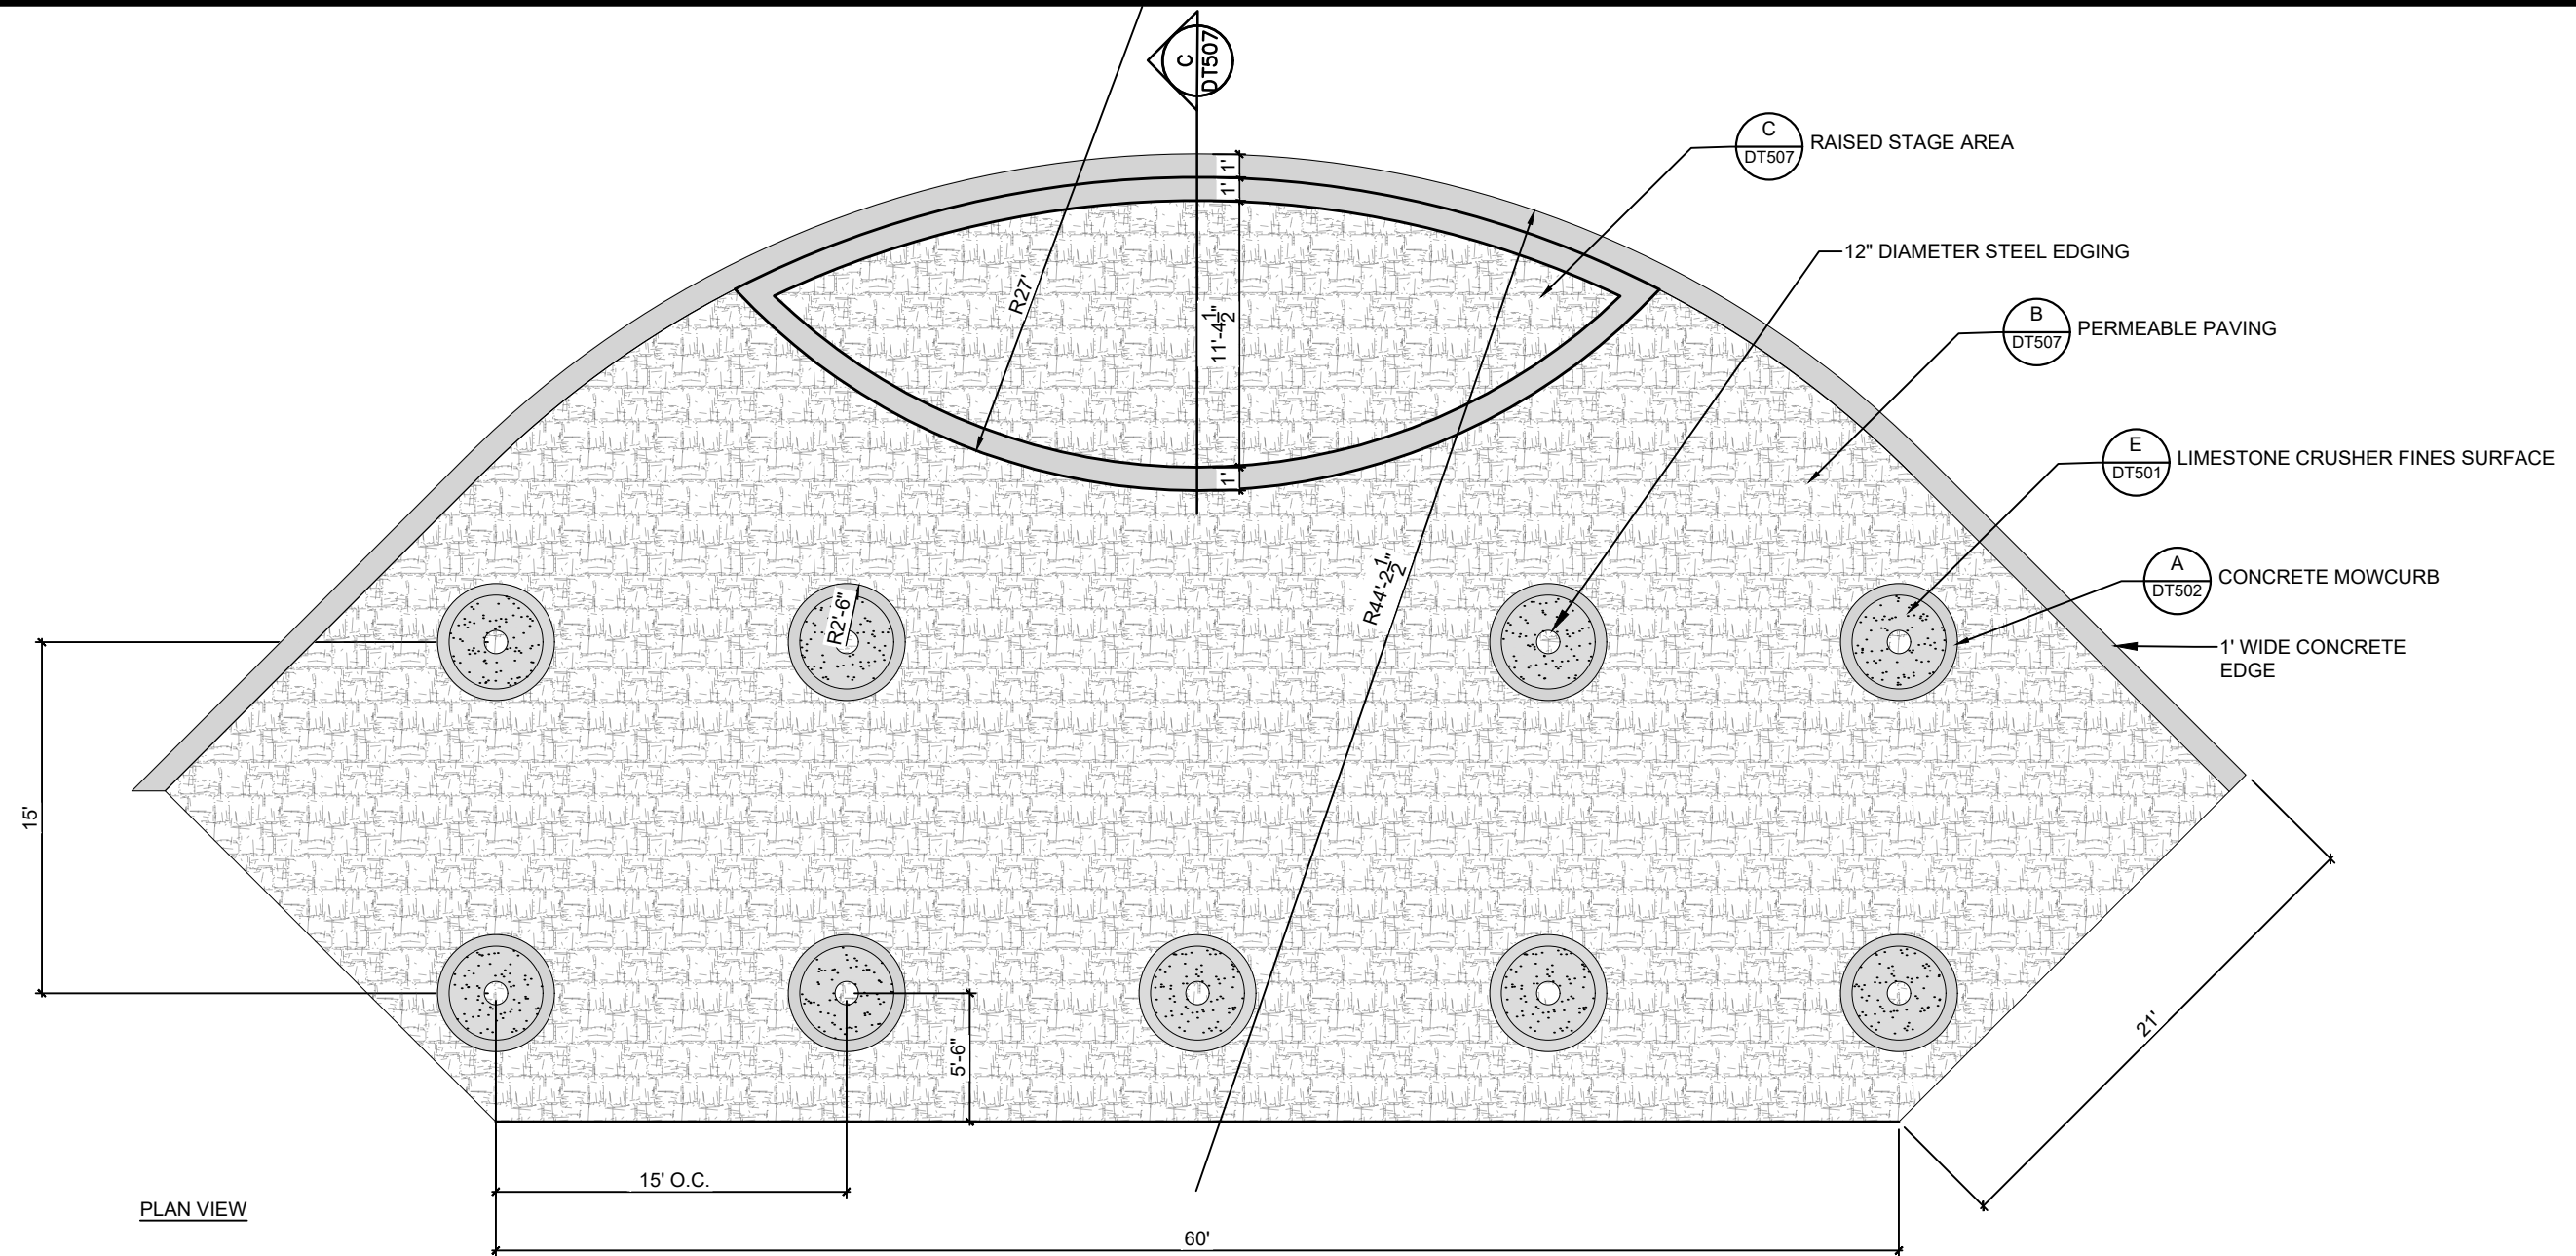 C
DT507
C
DT507
RAISED STAGE AREA
1'
1'
12" DIAMETER STEEL EDGING
R27'
11'-4 1/2"
B
DT507
PERMEABLE PAVING
E
DT501
LIMESTONE CRUSHER FINES SURFACE
1'
R44'-2 1/2"
A
DT502
CONCRETE MOWCURB
R2'-6"
1' WIDE CONCRETE
EDGE
15'
21'
5'-6"
15' O.C.
PLAN VIEW
60'